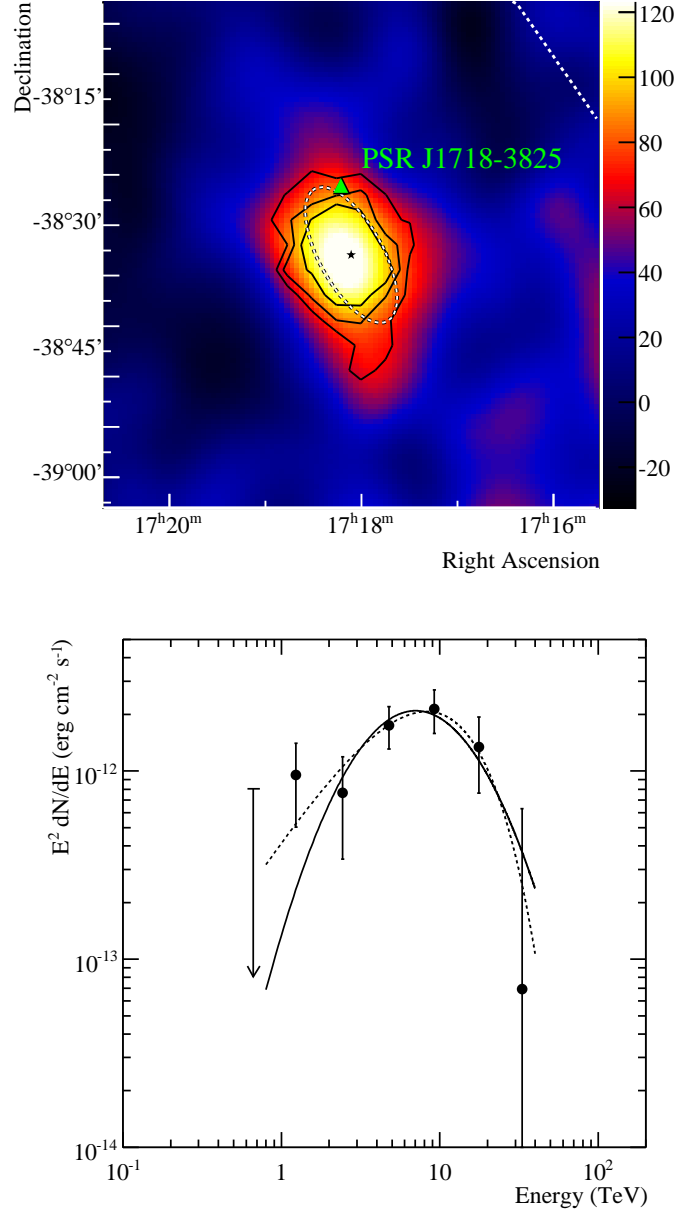 Declination
120
100
80
60
40
20
0
-20
-38°15'
-38°30'
-38°45'
-39°00'
PSR J1718-3825
17ʰ20ᵐ
17ʰ18ᵐ
17ʰ16ᵐ
Right Ascension
E² dN/dE (erg cm⁻² s⁻¹)
10⁻¹²
10⁻¹³
10⁻¹⁴
10⁻¹
1
10
10²
Energy (TeV)